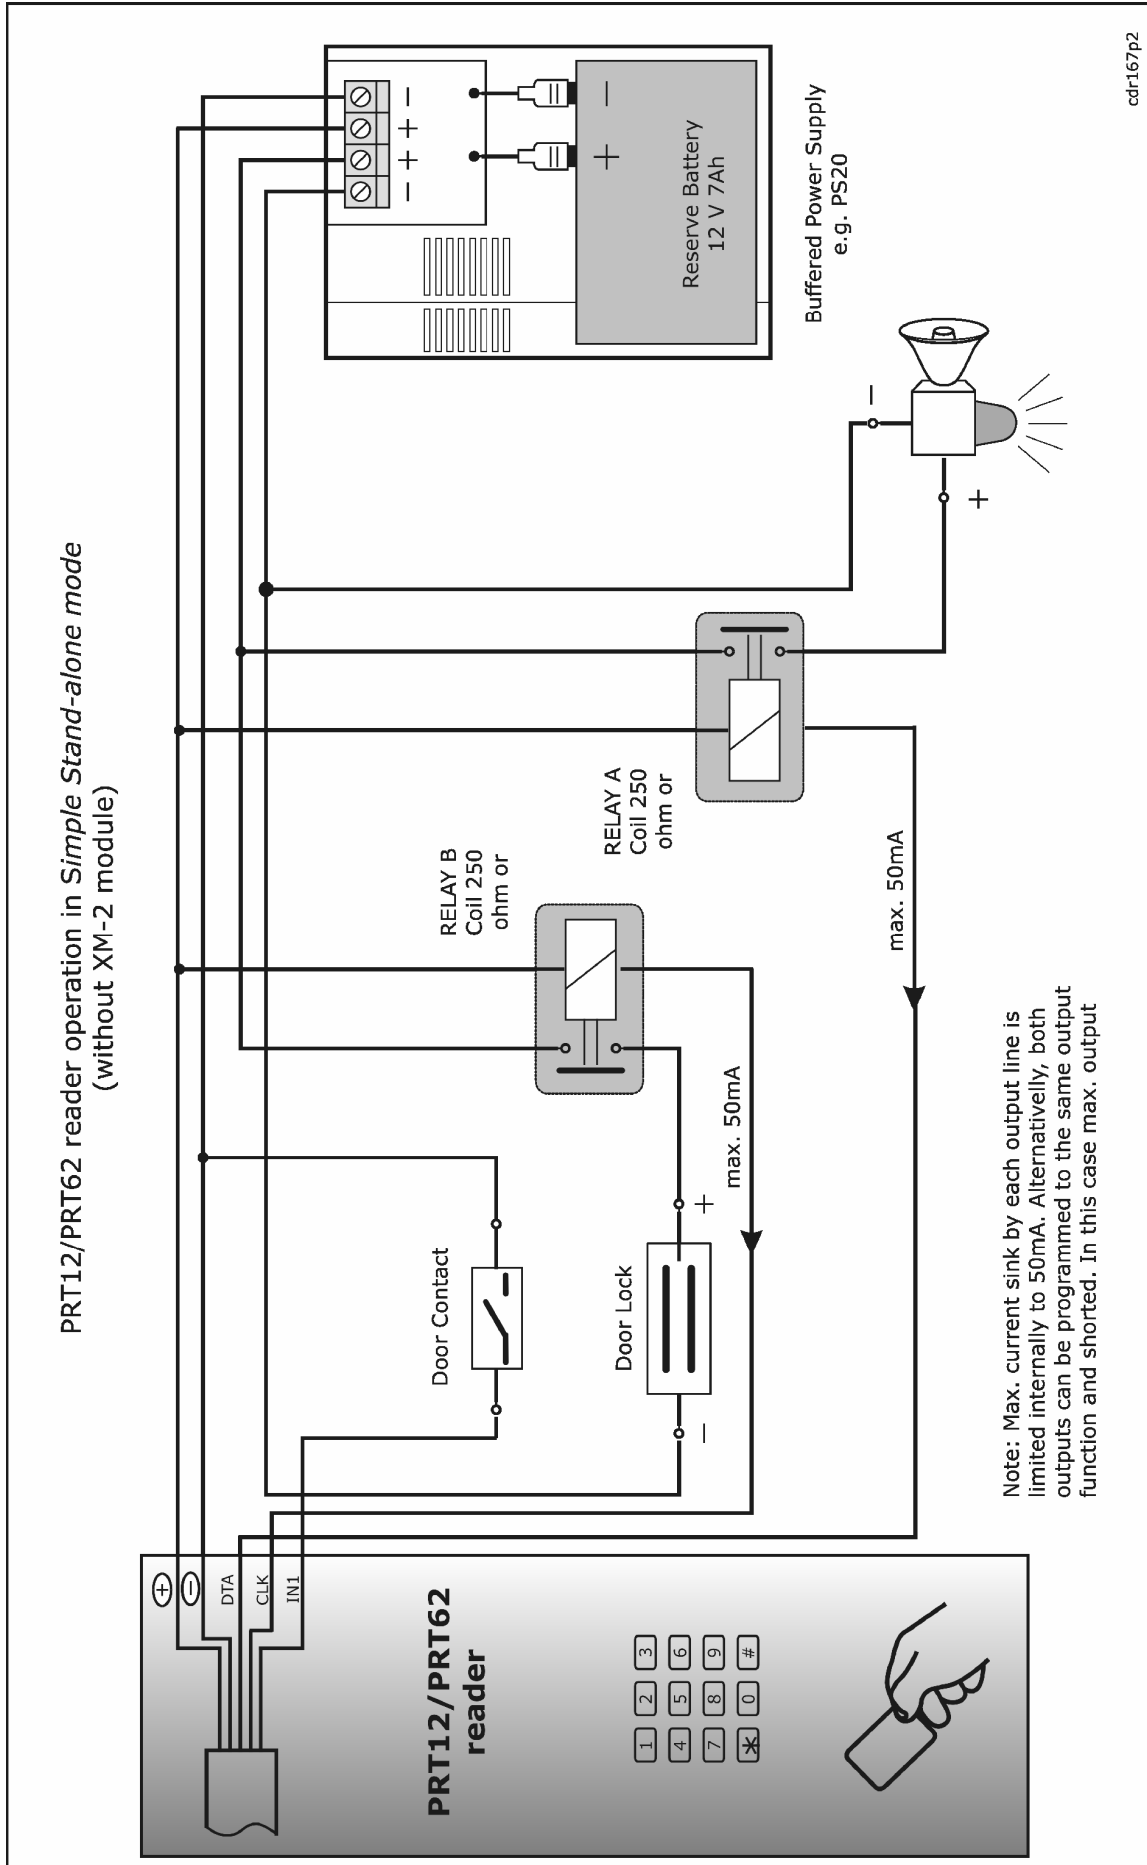 PRT12/PRT62 reader operation in Simple Stand-alone mode
(without XM-2 module)
+
−
DTA
CLK
IN1
PRT12/PRT62
reader
1 2 3
4 5 6
7 8 9
* 0 #
Door Contact
Door Lock
−
+
max. 50mA
RELAY B
Coil 250
ohm or
RELAY A
Coil 250
ohm or
max. 50mA
+
−
−
+
+
−
+
−
Reserve Battery
12 V 7Ah
Buffered Power Supply
e.g. PS20
Note: Max. current sink by each output line is
limited internally to 50mA. Alternativelly, both
outputs can be programmed to the same output
function and shorted. In this case max. output
cdr167p2